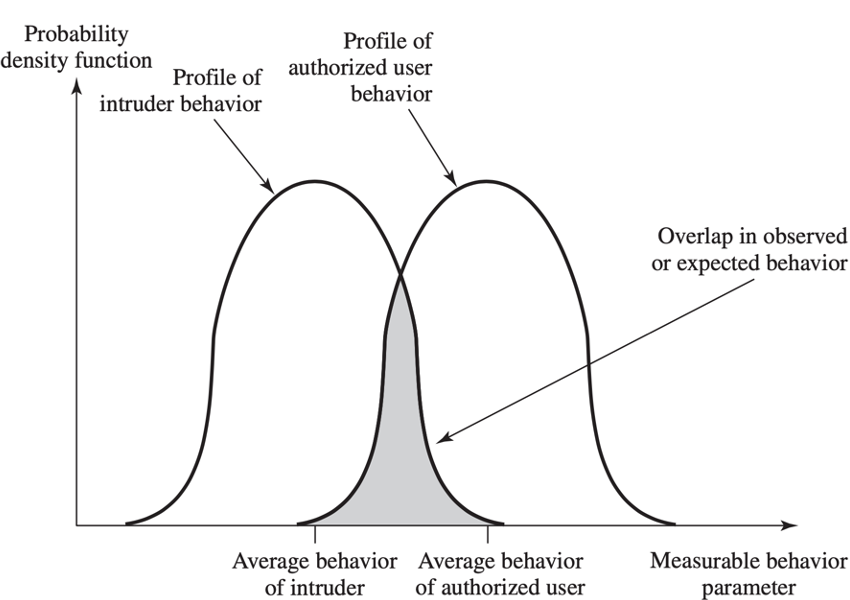 Probability
density function
Profile of
intruder behavior
Profile of
authorized user
behavior
Overlap in observed
or expected behavior
Average behavior
of intruder
Average behavior
of authorized user
Measurable behavior
parameter